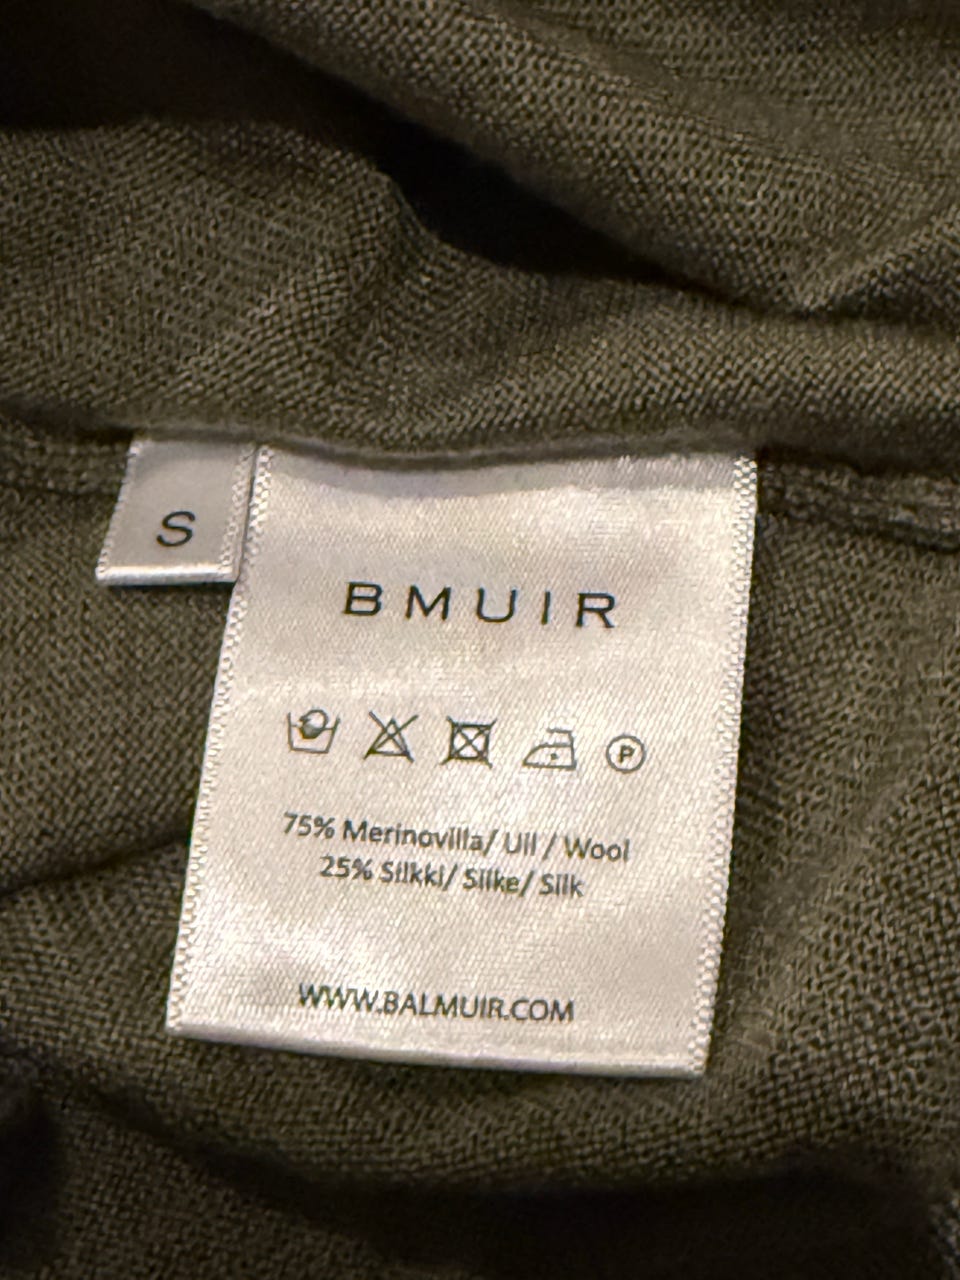 S
BMUIR
P
75% Merinovilla/ Ull / Wool
25% Silkki/ Silke/ Silk
WWW.BALMUIR.COM